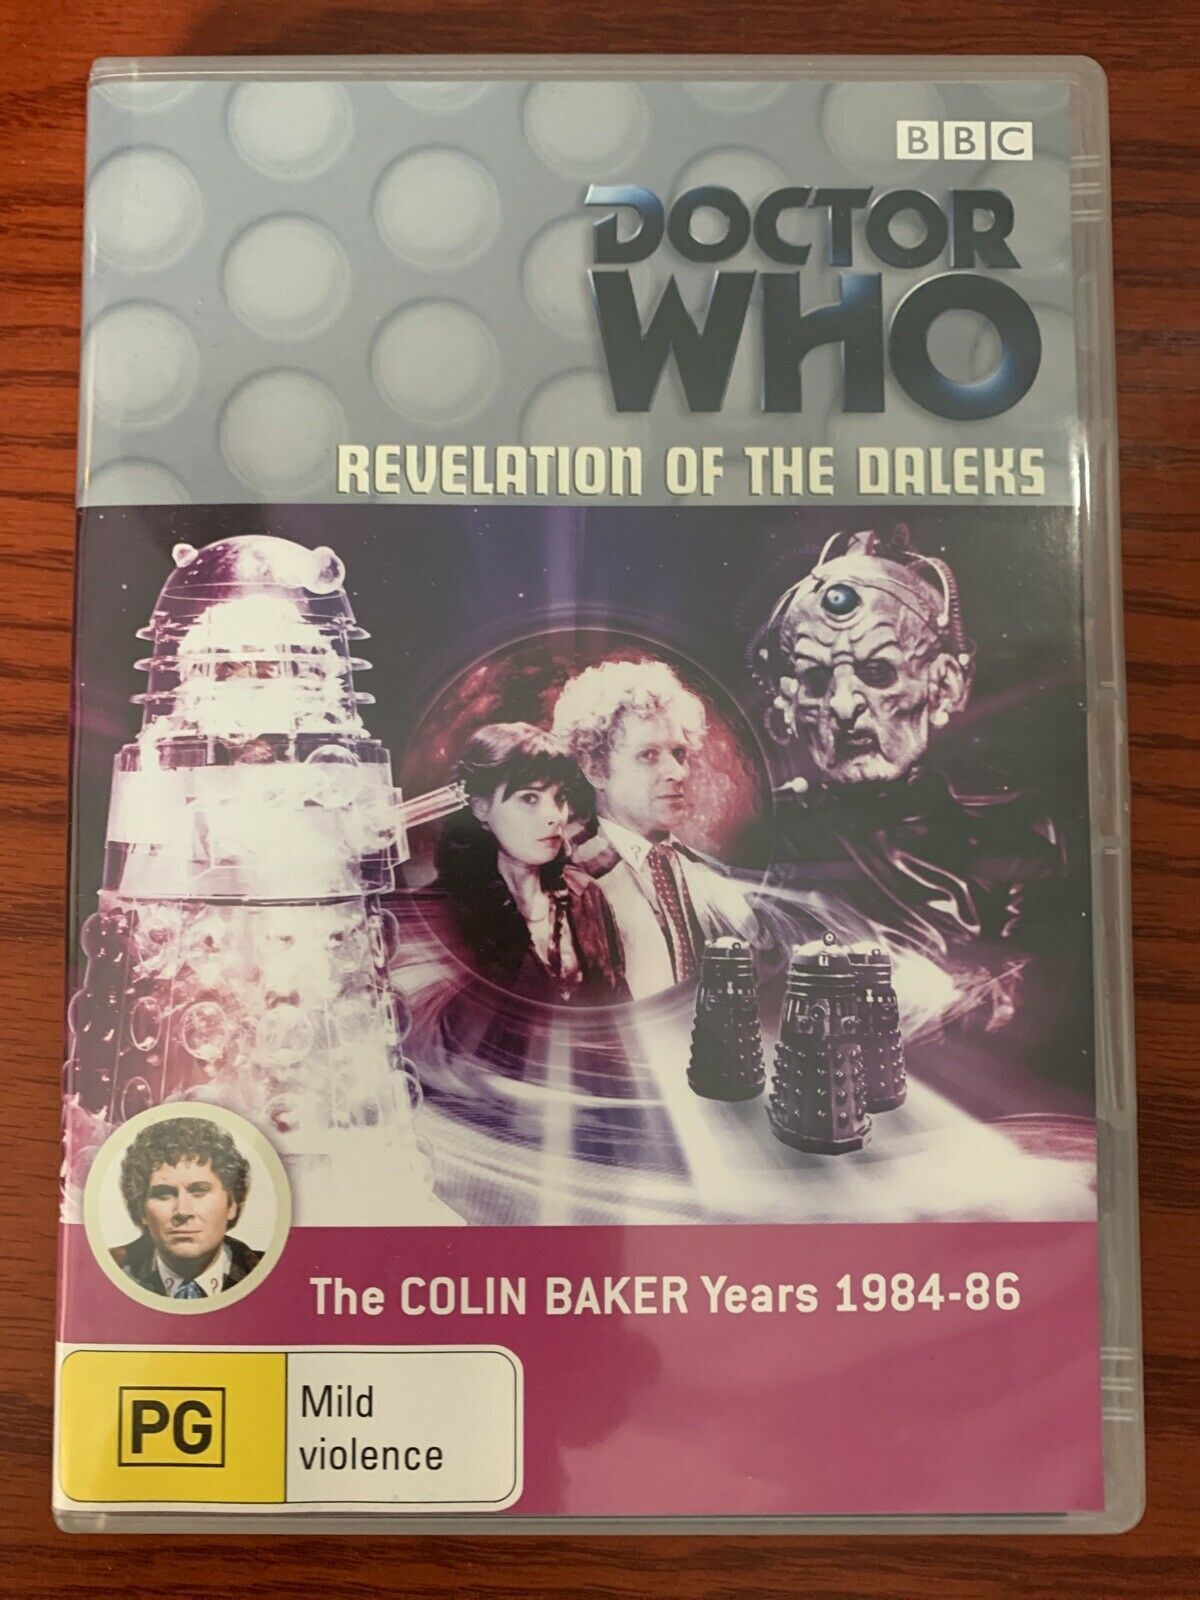 BBC
DOCTOR
WHO
REVELATION OF THE DALEKS
The COLIN BAKER Years 1984-86
PG
Mild
violence